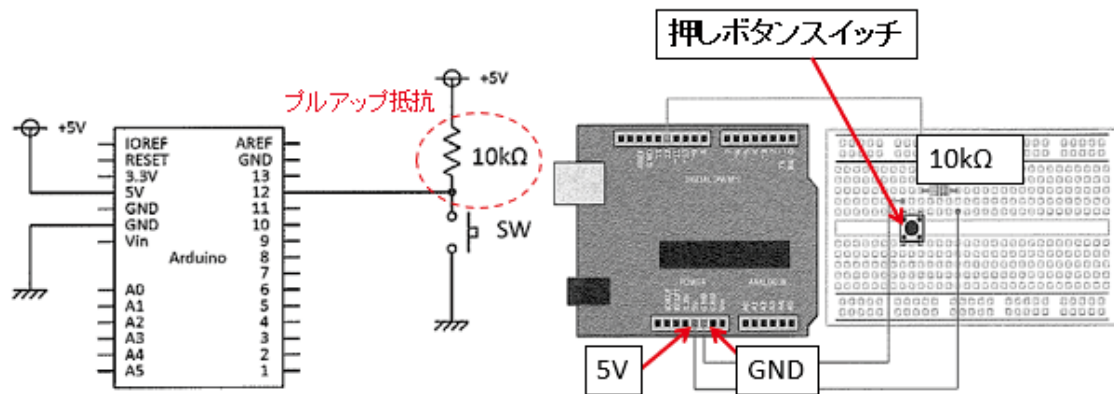 +5V
IOREF
RESET
3.3V
5V
GND
GND
Vin
A0
A1
A2
A3
A4
A5
Arduino
AREF
GND
13
12
11
10
9
8
7
6
5
4
3
2
1
プルアップ抵抗
+5V
10kΩ
SW
押しボタンスイッチ
10kΩ
POWER
5V
GND